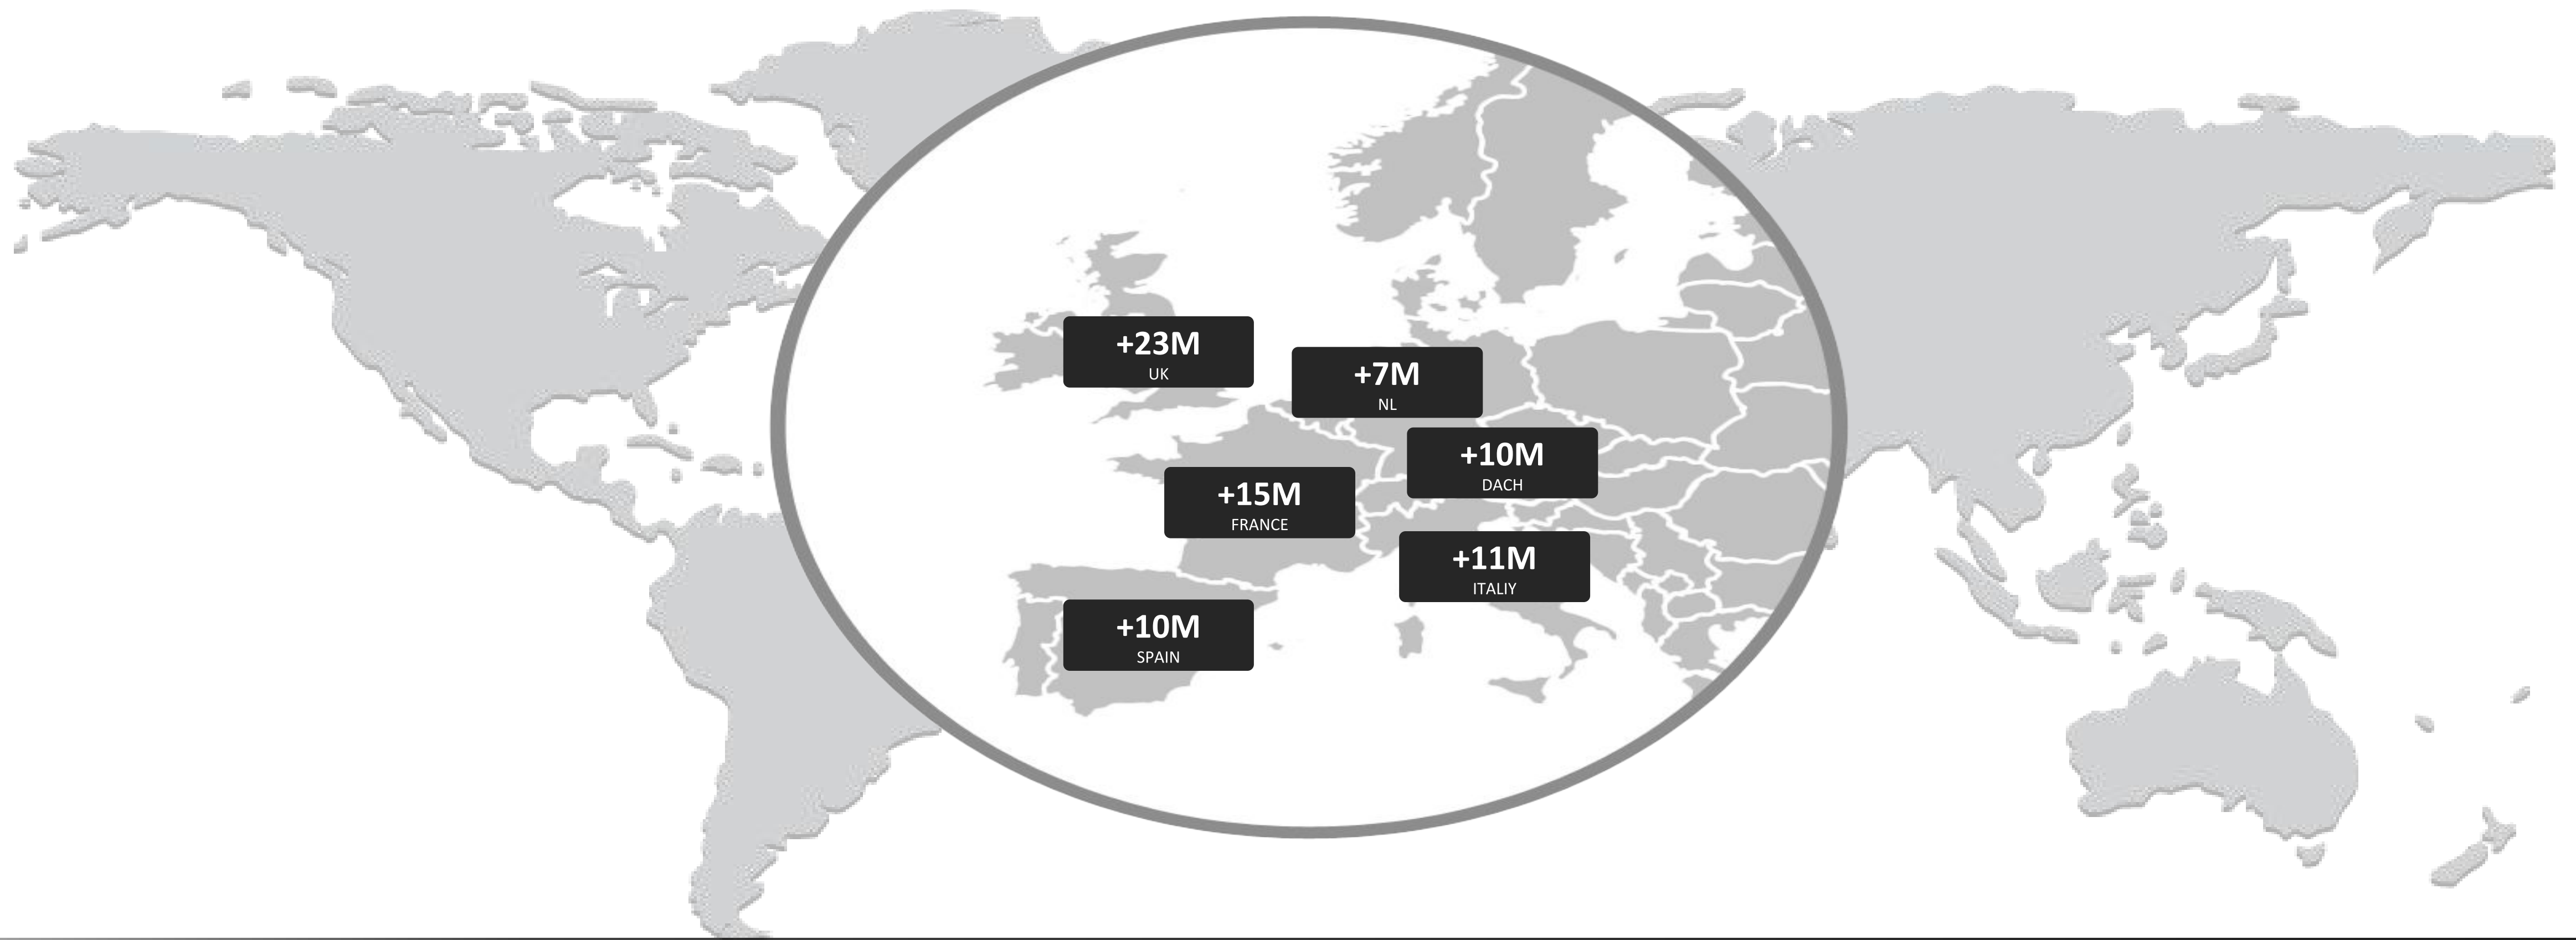 +23M
UK
+7M
NL
+10M
DACH
+15M
FRANCE
+11M
ITALIY
+10M
SPAIN